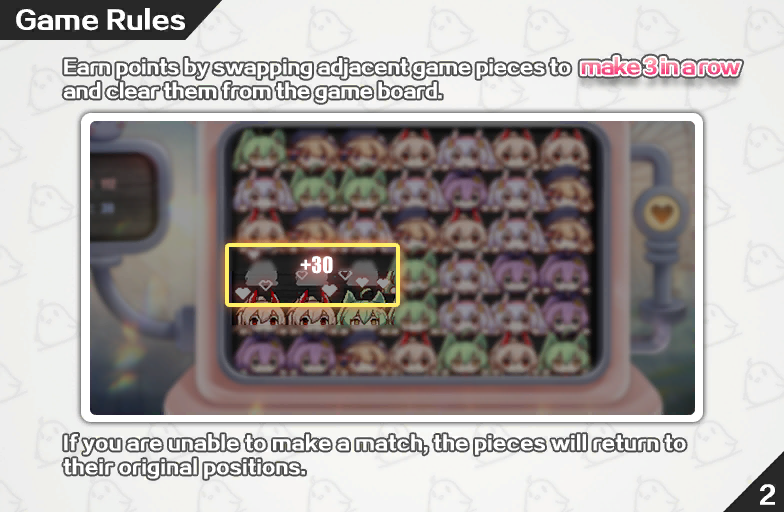 Game Rules
Earn points by swapping adjacent game pieces to make 3 in a row
and clear them from the game board.
+30
If you are unable to make a match, the pieces will return to
their original positions.
2